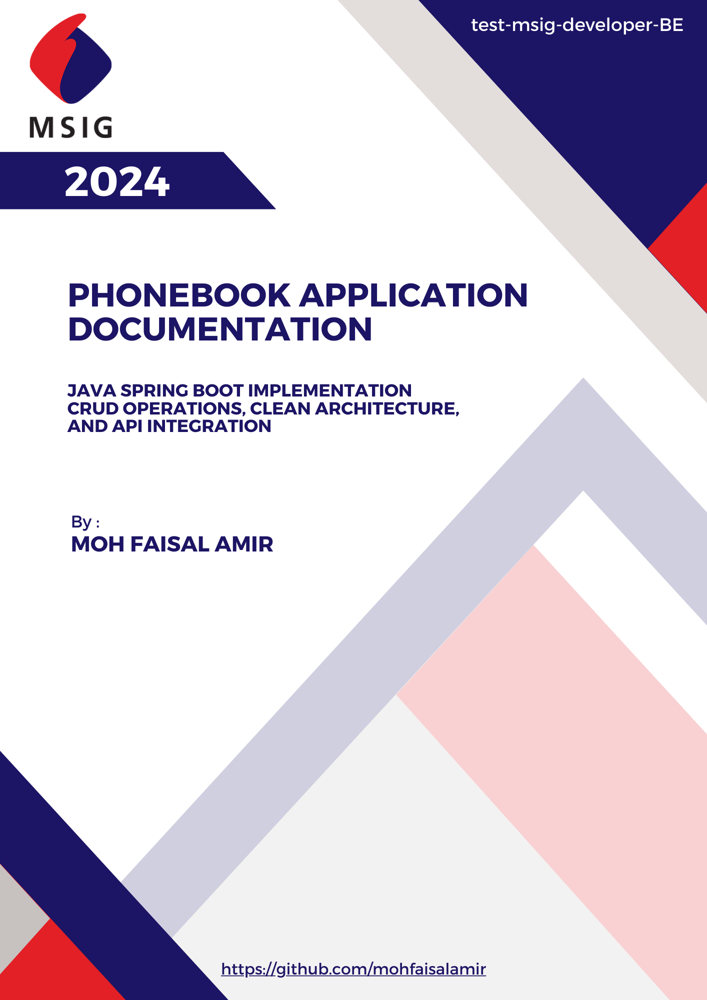 test-msig-developer-BE
MSIG
2024
PHONEBOOK APPLICATION
DOCUMENTATION
JAVA SPRING BOOT IMPLEMENTATION
CRUD OPERATIONS, CLEAN ARCHITECTURE,
AND API INTEGRATION
By :
MOH FAISAL AMIR
https://github.com/mohfaisalamir